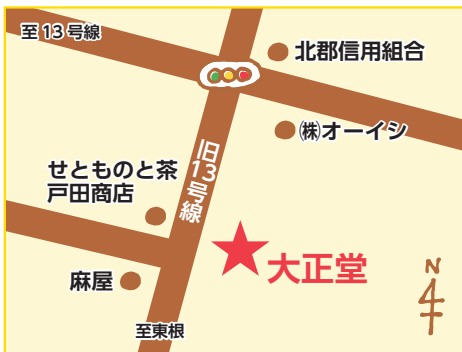 至13号線
北郡信用組合
㈱オーイシ
旧13号線
せとものと茶
戸田商店
大正堂
麻屋
N
至東根